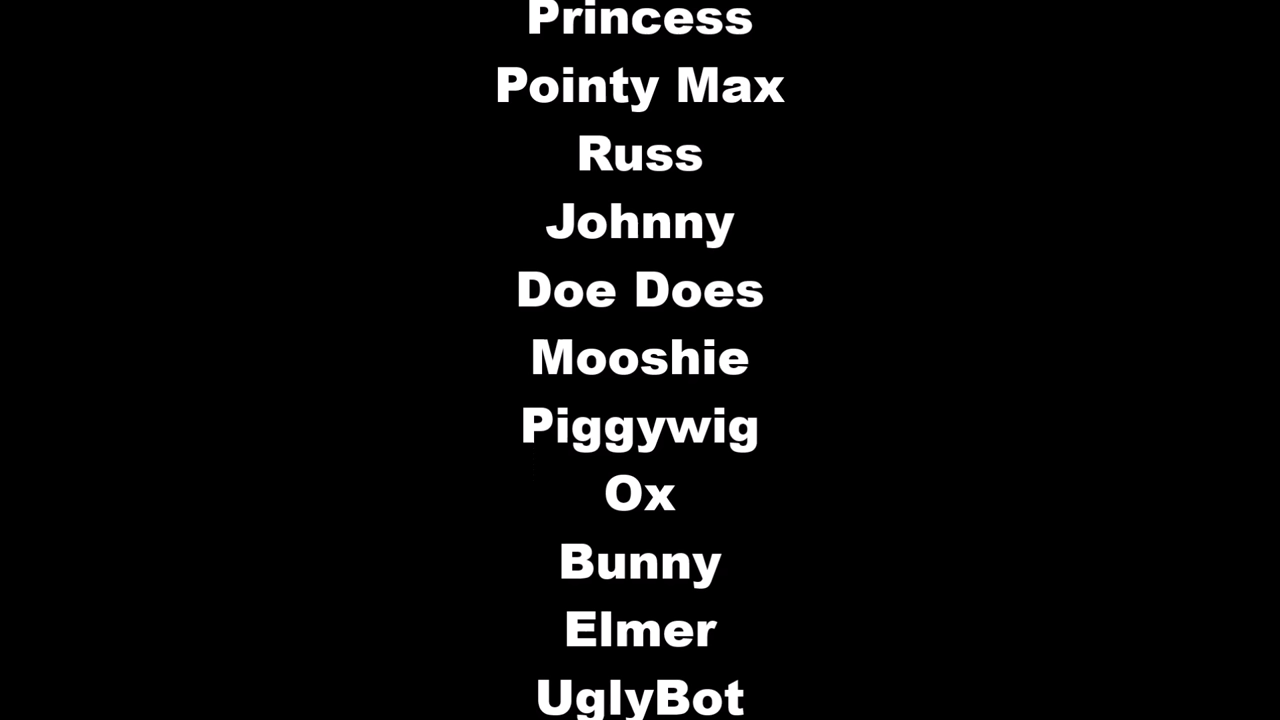 Princess
Pointy Max
Russ
Johnny
Doe Does
Mooshie
Piggywig
Ox
Bunny
Elmer
UglyBot